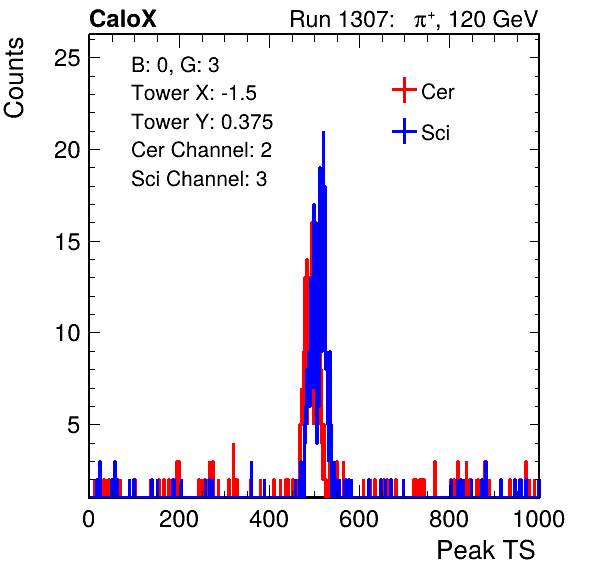 CaloX Run 1307: π⁺, 120 GeV
Counts
B: 0, G: 3
Tower X: -1.5
Tower Y: 0.375
Cer Channel: 2
Sci Channel: 3
Cer
Sci
25
20
15
10
5
0 200 400 600 800 1000
Peak TS